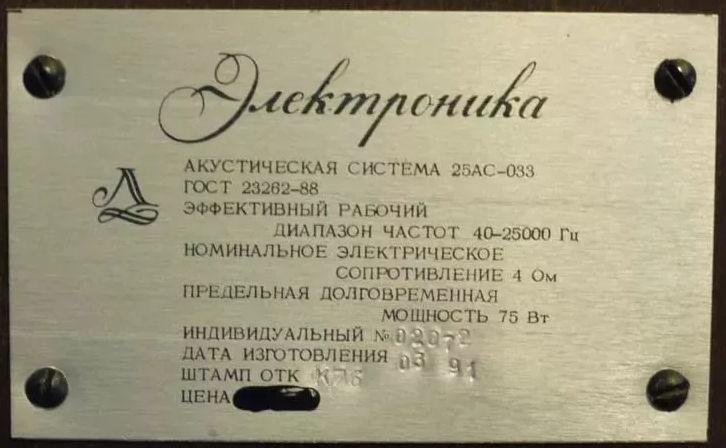 Электроника
Л
АКУСТИЧЕСКАЯ СИСТЕМА 25АС-033
ГОСТ 23262-88
ЭФФЕКТИВНЫЙ РАБОЧИЙ
ДИАПАЗОН ЧАСТОТ 40-25000 Гц
НОМИНАЛЬНОЕ ЭЛЕКТРИЧЕСКОЕ
СОПРОТИВЛЕНИЕ 4 Ом
ПРЕДЕЛЬНАЯ ДОЛГОВРЕМЕННАЯ
МОЩНОСТЬ 75 Вт
ИНДИВИДУАЛЬНЫЙ № 02072
ДАТА ИЗГОТОВЛЕНИЯ 03 91
ШТАМП ОТК
ЦЕНА